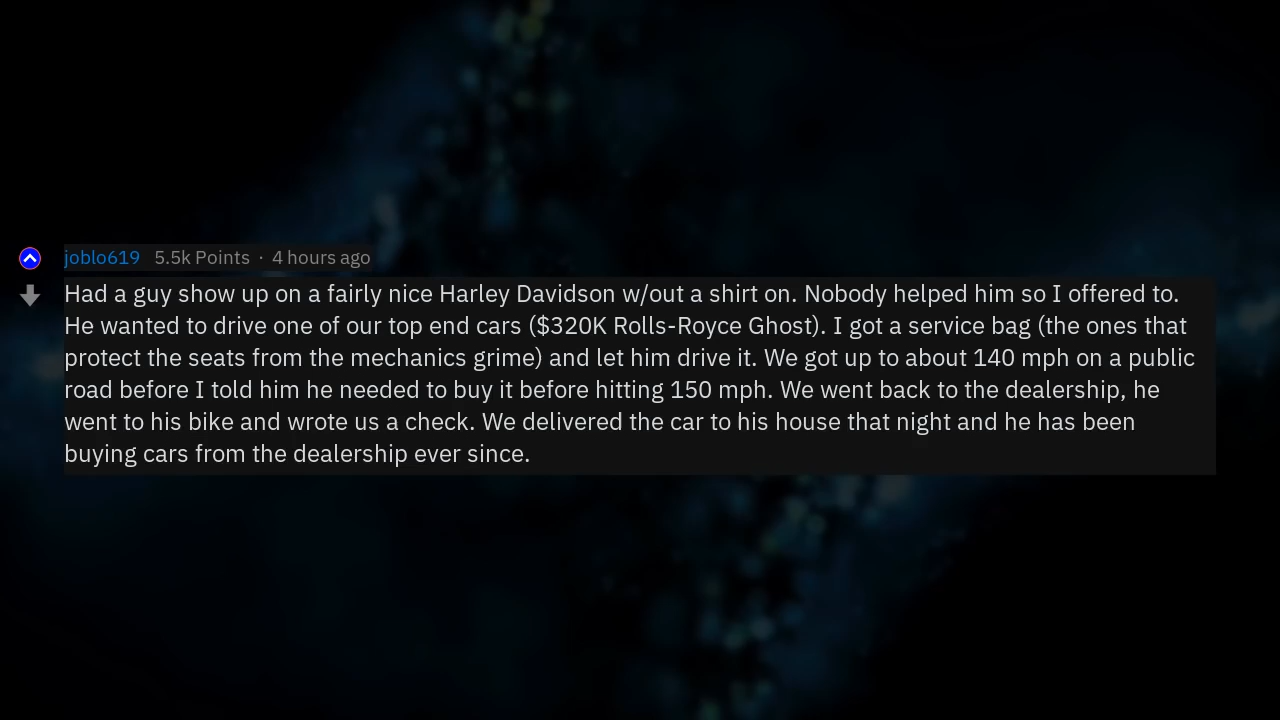 joblo619 5.5k Points · 4 hours ago
Had a guy show up on a fairly nice Harley Davidson w/out a shirt on. Nobody helped him so I offered to.
He wanted to drive one of our top end cars ($320K Rolls-Royce Ghost). I got a service bag (the ones that
protect the seats from the mechanics grime) and let him drive it. We got up to about 140 mph on a public
road before I told him he needed to buy it before hitting 150 mph. We went back to the dealership, he
went to his bike and wrote us a check. We delivered the car to his house that night and he has been
buying cars from the dealership ever since.